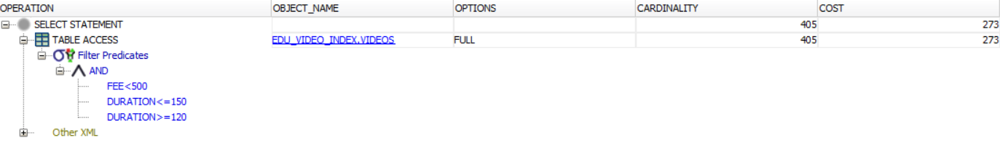 OPERATION OBJECT_NAME OPTIONS CARDINALITY COST
SELECT STATEMENT 405 273
TABLE ACCESS EDU_VIDEO_INDEX.VIDEOS FULL 405 273
Filter Predicates
AND
FEE<500
DURATION<=150
DURATION>=120
Other XML